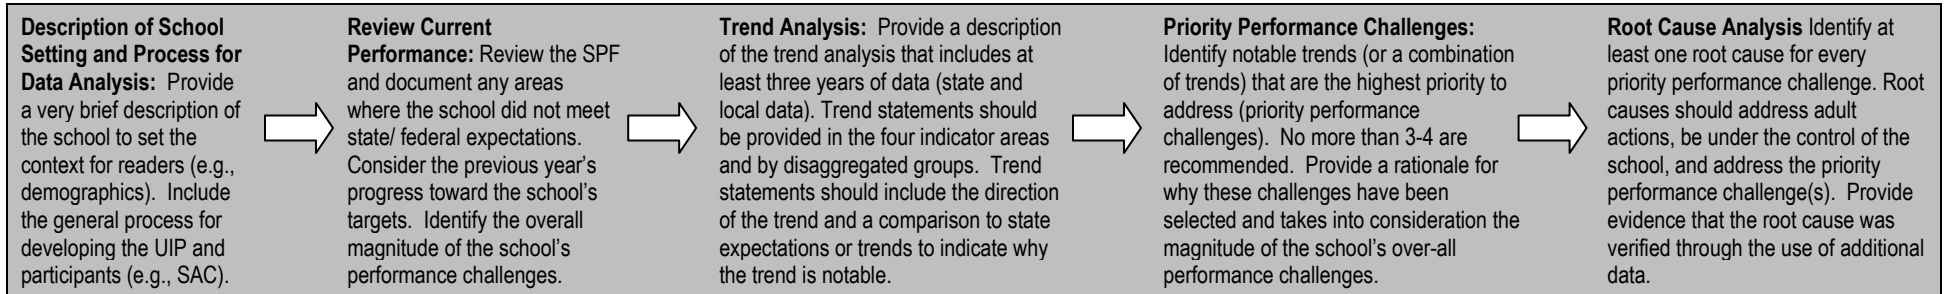 Description of School
Setting and Process for
Data Analysis: Provide
a very brief description of
the school to set the
context for readers (e.g.,
demographics). Include
the general process for
developing the UIP and
participants (e.g., SAC).
Review Current
Performance: Review the SPF
and document any areas
where the school did not meet
state/ federal expectations.
Consider the previous year's
progress toward the school's
targets. Identify the overall
magnitude of the school's
performance challenges.
Trend Analysis: Provide a description
of the trend analysis that includes at
least three years of data (state and
local data). Trend statements should
be provided in the four indicator areas
and by disaggregated groups. Trend
statements should include the direction
of the trend and a comparison to state
expectations or trends to indicate why
the trend is notable.
Priority Performance Challenges:
Identify notable trends (or a combination
of trends) that are the highest priority to
address (priority performance
challenges). No more than 3-4 are
recommended. Provide a rationale for
why these challenges have been
selected and takes into consideration the
magnitude of the school's over-all
performance challenges.
Root Cause Analysis Identify at
least one root cause for every
priority performance challenge. Root
causes should address adult
actions, be under the control of the
school, and address the priority
performance challenge(s). Provide
evidence that the root cause was
verified through the use of additional
data.